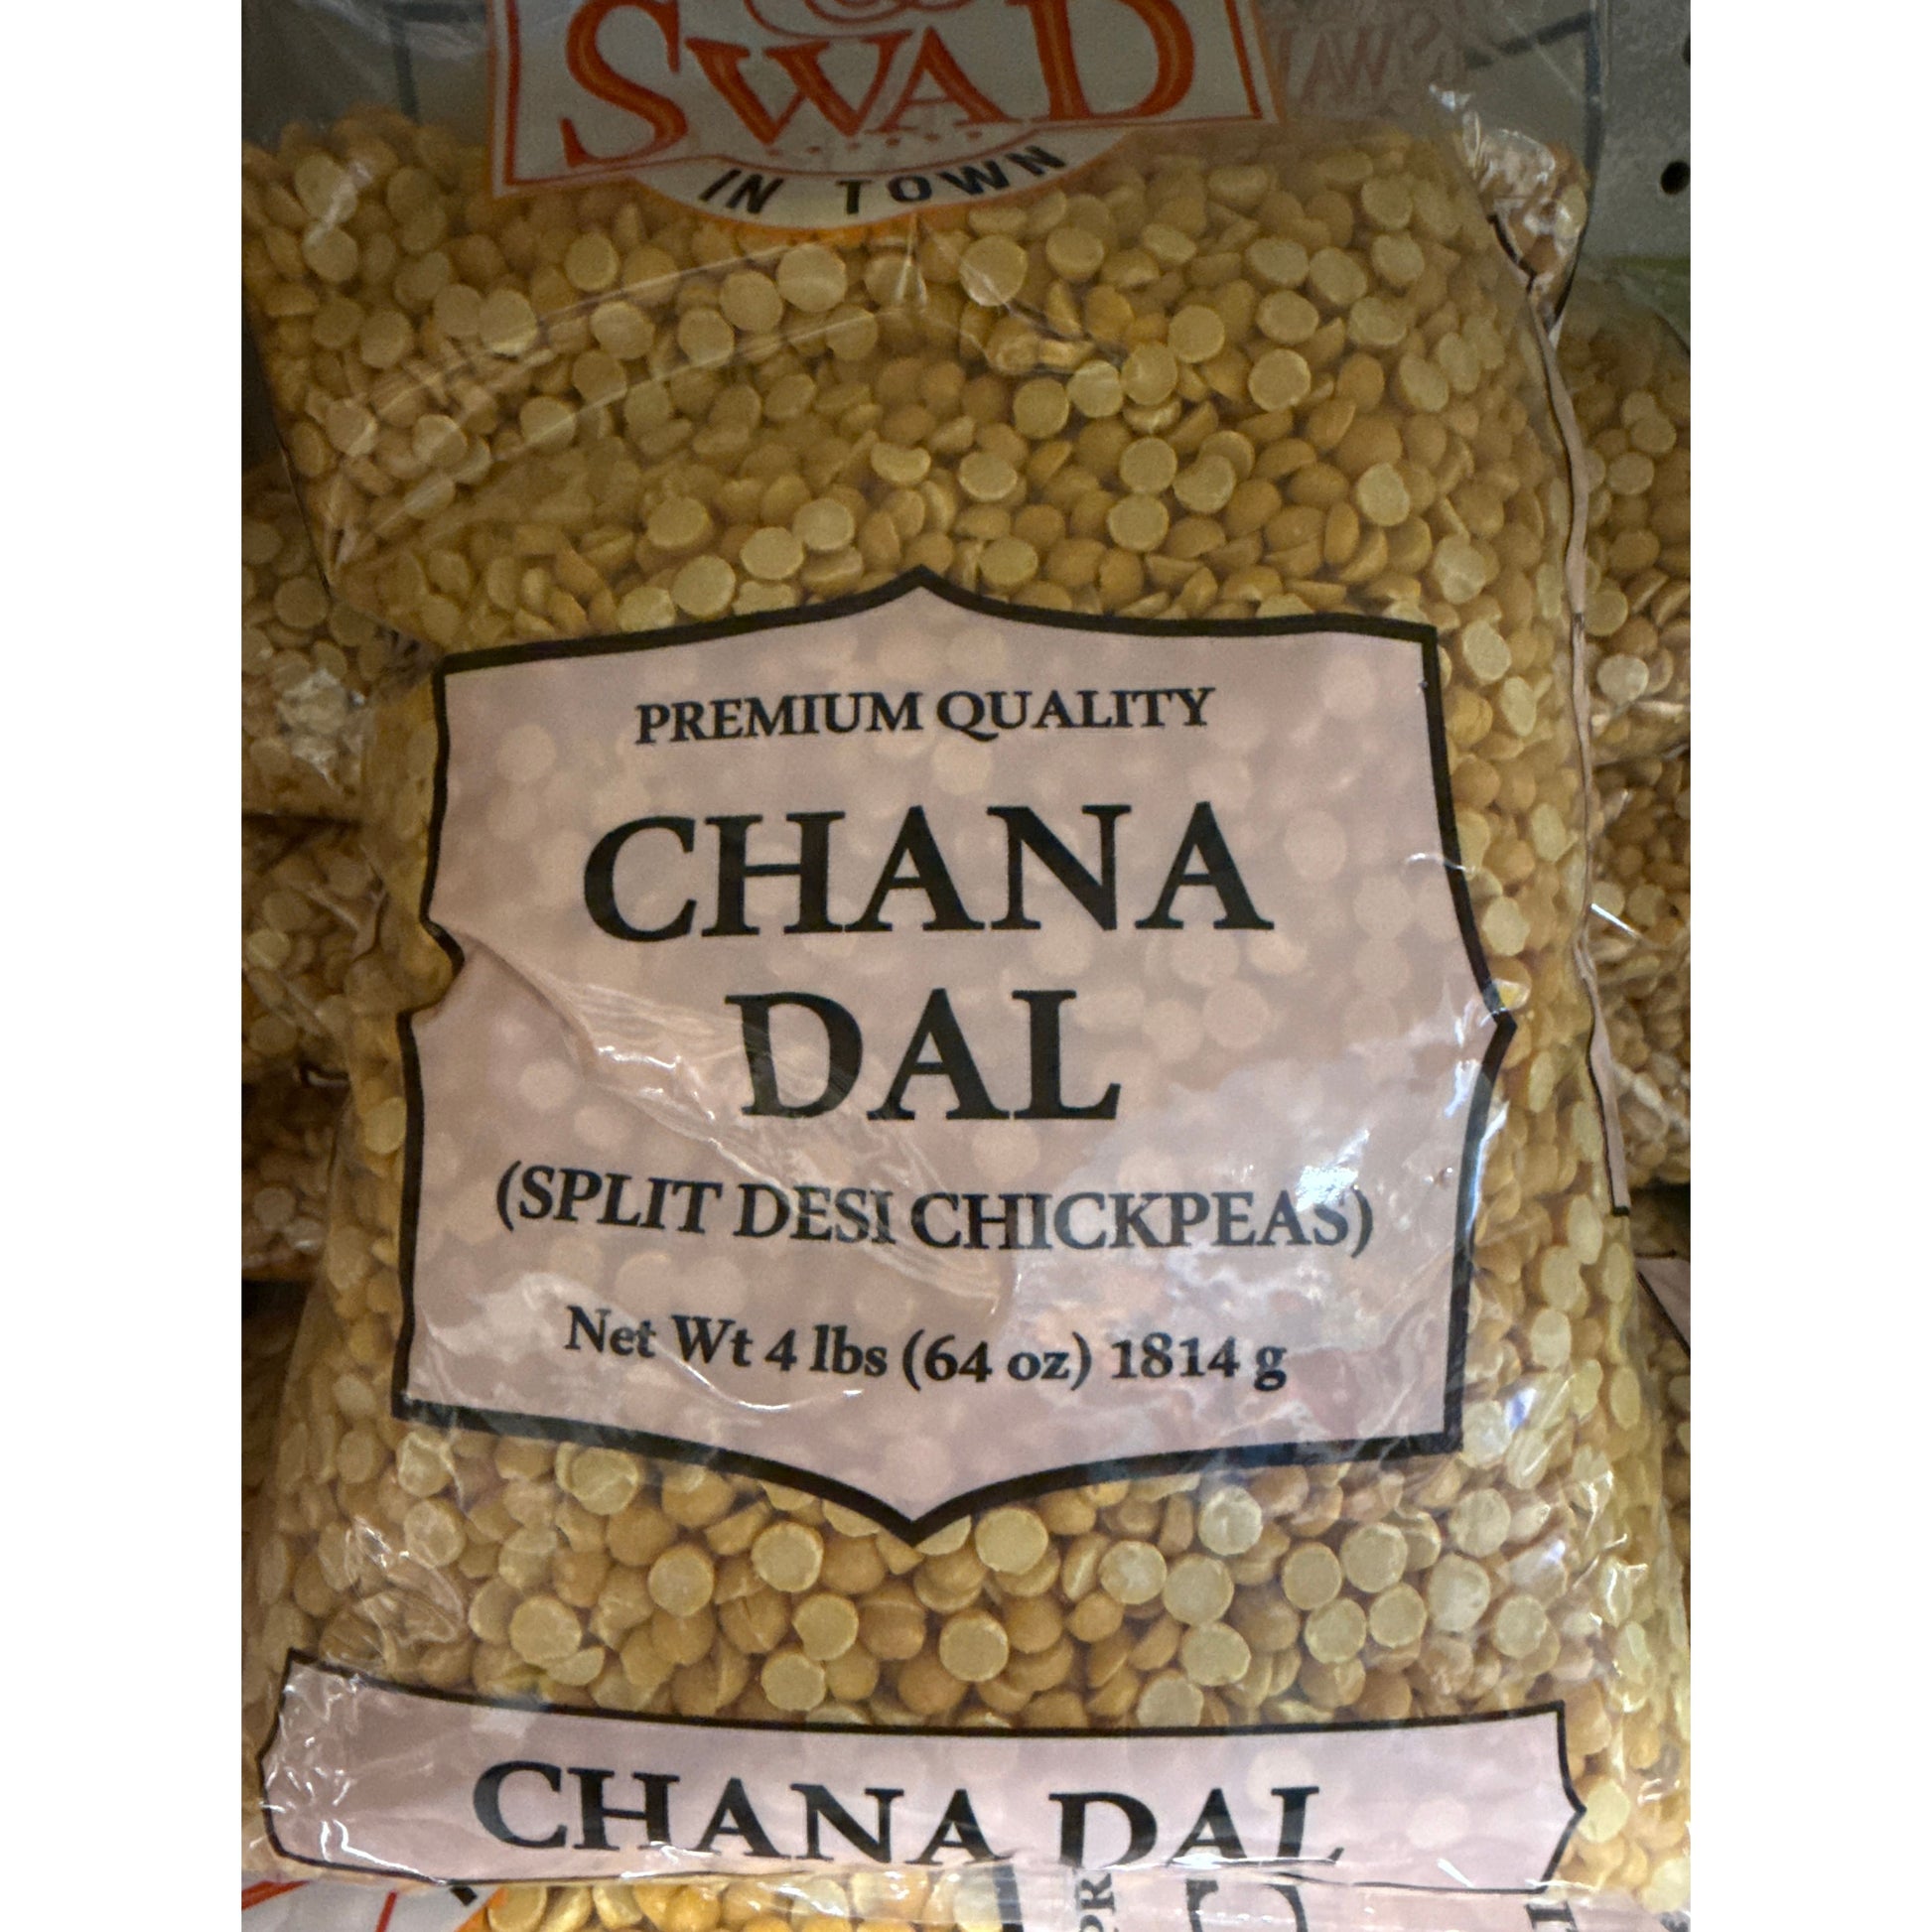 SWAD
IN TOWN
PREMIUM QUALITY
CHANA
DAL
(SPLIT DESI CHICKPEAS)
Net Wt 4 lbs (64 oz) 1814 g
CHANA DAL